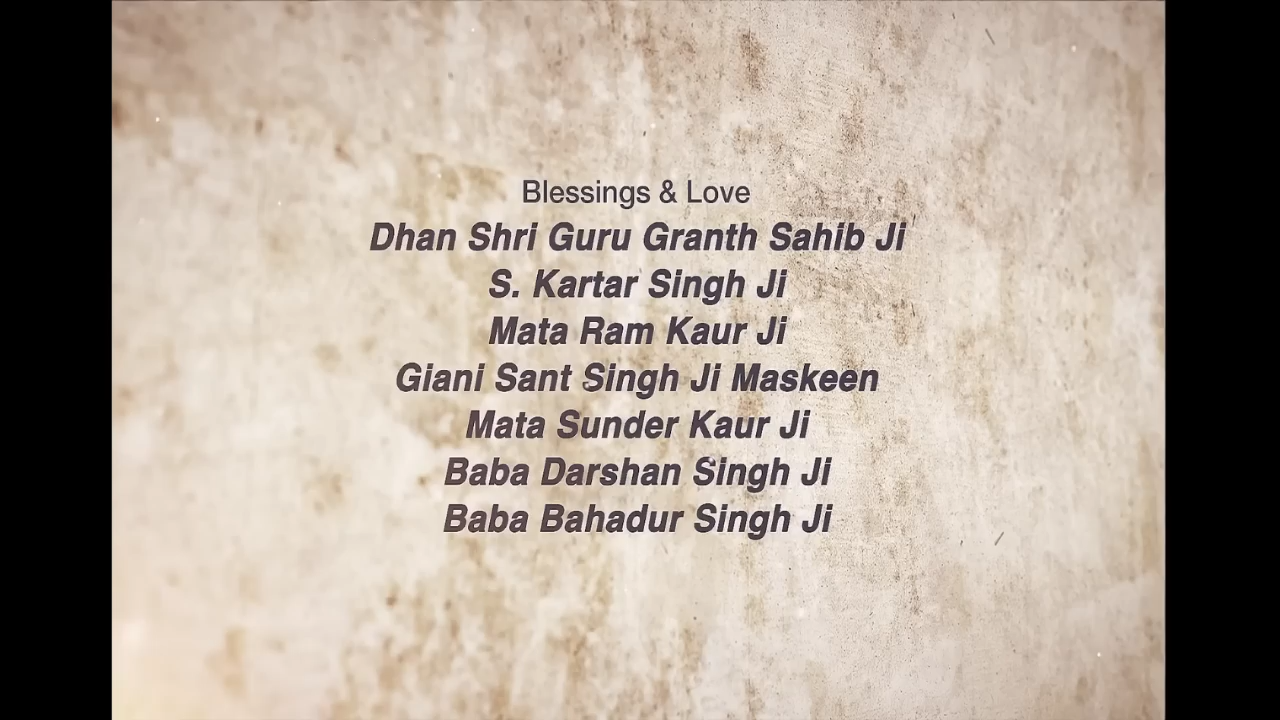 Blessings & Love
Dhan Shri Guru Granth Sahib Ji
S. Kartar Singh Ji
Mata Ram Kaur Ji
Giani Sant Singh Ji Maskeen
Mata Sunder Kaur Ji
Baba Darshan Singh Ji
Baba Bahadur Singh Ji